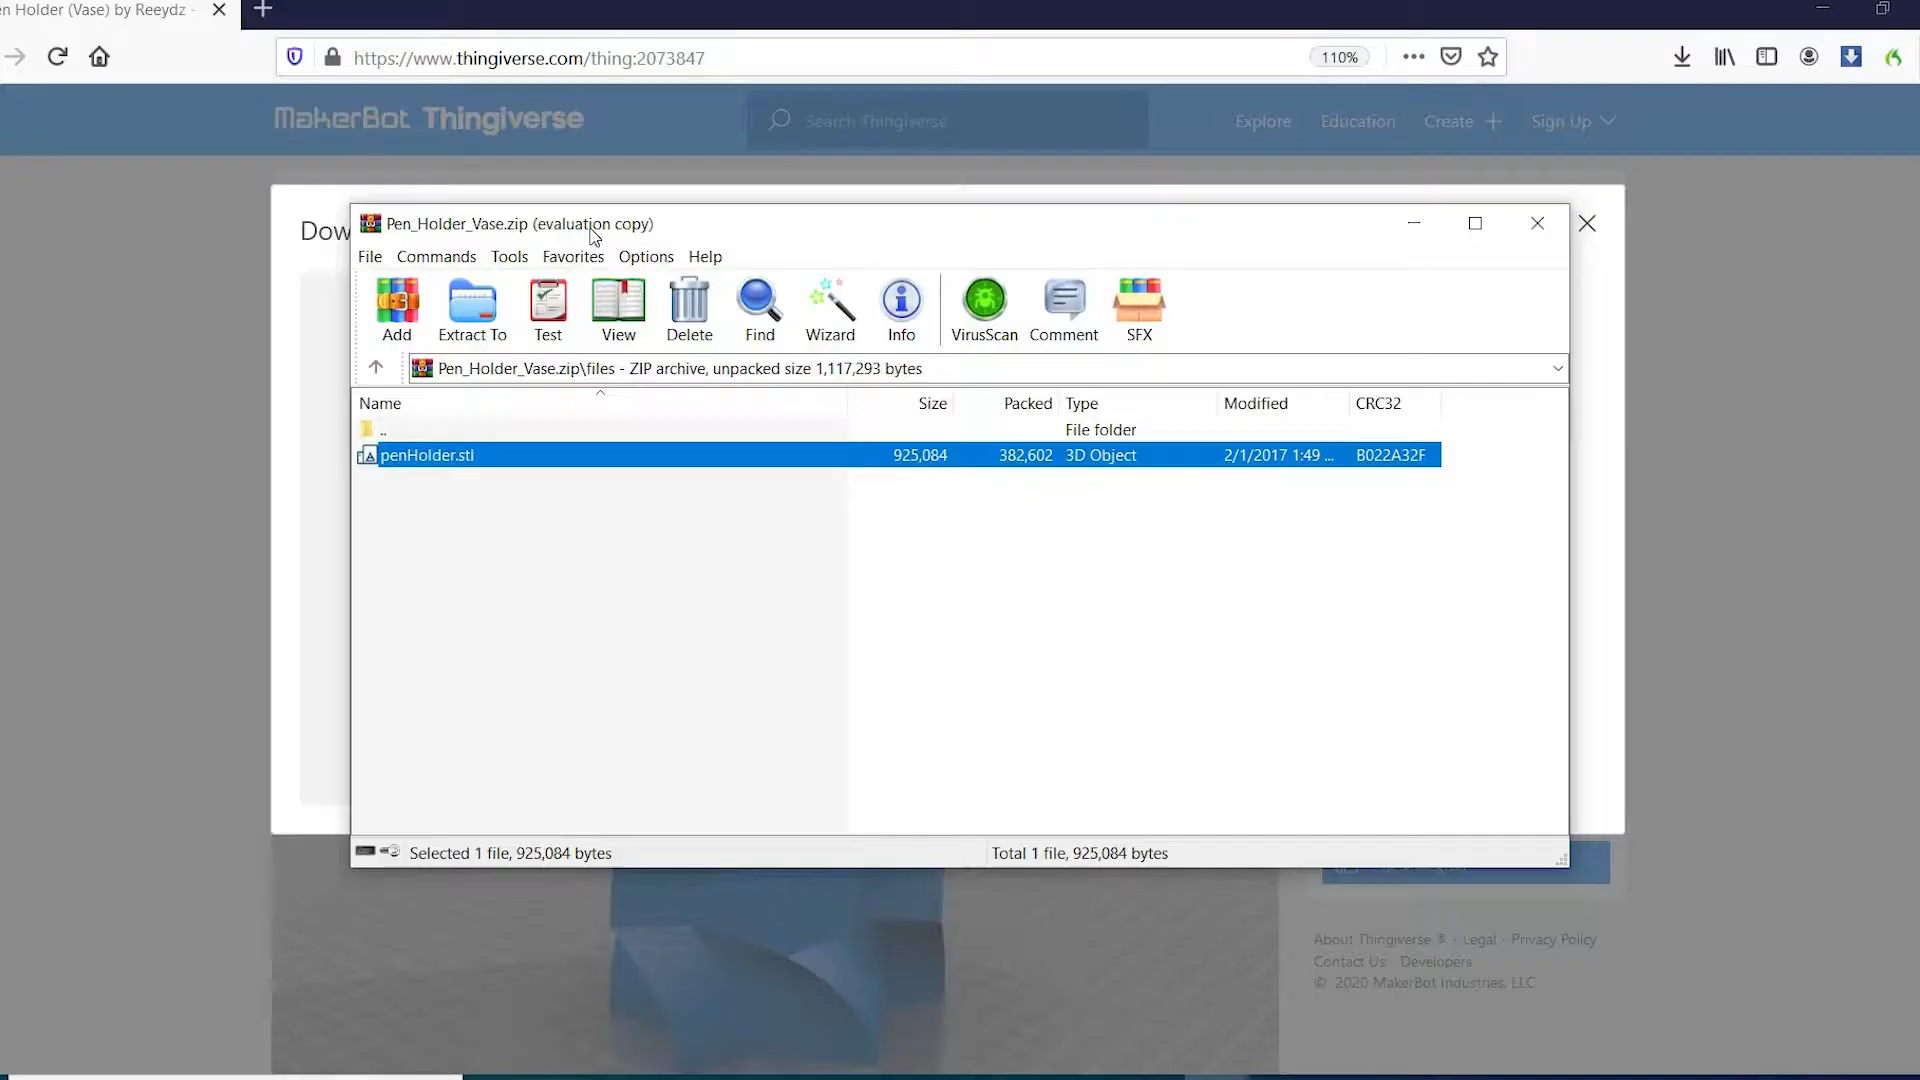 en Holder (Vase) by Reeydz -
https://www.thingiverse.com/thing:2073847
110%
MakerBot Thingiverse
Search Thingiverse
Explore
Education
Create
Sign Up
Dow
Pen_Holder_Vase.zip (evaluation copy)
File Commands Tools Favorites Options Help
Add Extract To Test View Delete Find Wizard Info VirusScan Comment SFX
Pen_Holder_Vase.zip\files - ZIP archive, unpacked size 1,117,293 bytes
Name Size Packed Type Modified CRC32
.. File folder
penHolder.stl 925,084 382,602 3D Object 2/1/2017 1:49 ... B022A32F
Selected 1 file, 925,084 bytes
Total 1 file, 925,084 bytes
About Thingiverse ® · Legal · Privacy Policy
Contact Us Developers
© 2020 MakerBot Industries, LLC